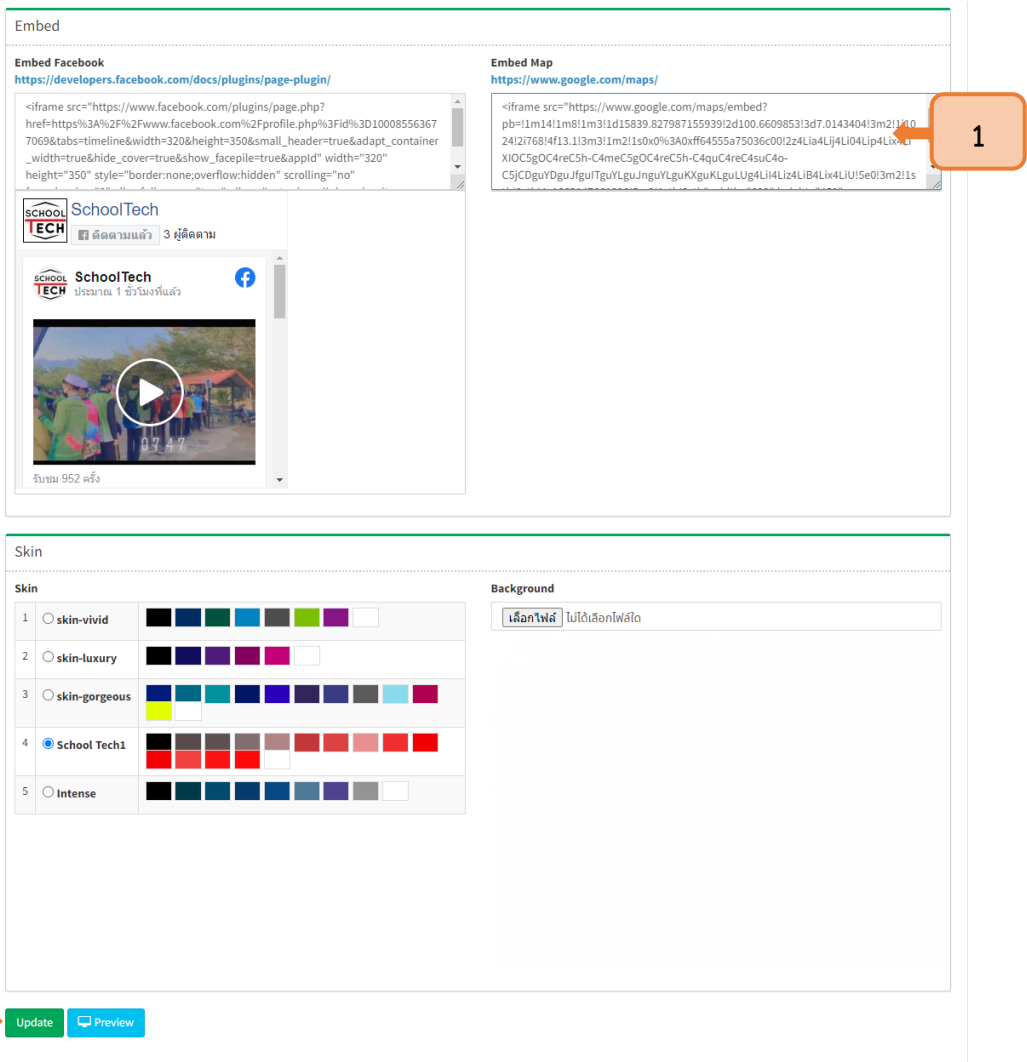 Embed
Embed Facebook
https://developers.facebook.com/docs/plugins/page-plugin/
<iframe src="https://www.facebook.com/plugins/page.php?
href=https%3A%2F%2Fwww.facebook.com%2Fprofile.php%3Fid%3D10008556367
7069&tabs=timeline&width=320&height=350&small_header=true&adapt_container
_width=true&hide_cover=true&show_facepile=true&appId" width="320"
height="350" style="border:none;overflow:hidden" scrolling="no"
Embed Map
https://www.google.com/maps/
<iframe src="https://www.google.com/maps/embed?
pb=!1m14!1m8!1m3!1d15839.827987155939!2d100.6609853!3d7.0143404!3m2!1i10
24!2i768!4f13.1!3m3!1m2!1s0x0%3A0xff64555a75036c00!2z4Lia4Lij4Li04Lip4Lix4Li
XIOC5gOC4reC5h-C4meC5gOC4reC5h-C4quC4reC4suC4o-
C5jCDguYDguJfguITguYLguJnguYLguKXguKLguLUg4LiI4Liz4LiB4Lix4LiU!5e0!3m2!1s
1
SCHOOL
TECH
SchoolTech
ติดตามแล้ว 3 ผู้ติดตาม
SCHOOL
TECH
SchoolTech
ประมาณ 1 ชั่วโมงที่แล้ว
07:47
รับชม 952 ครั้ง
Skin
Skin
1 skin-vivid
2 skin-luxury
3 skin-gorgeous
4 School Tech1
5 Intense
Background
เลือกไฟล์ ไม่ได้เลือกไฟล์ใด
Update Preview